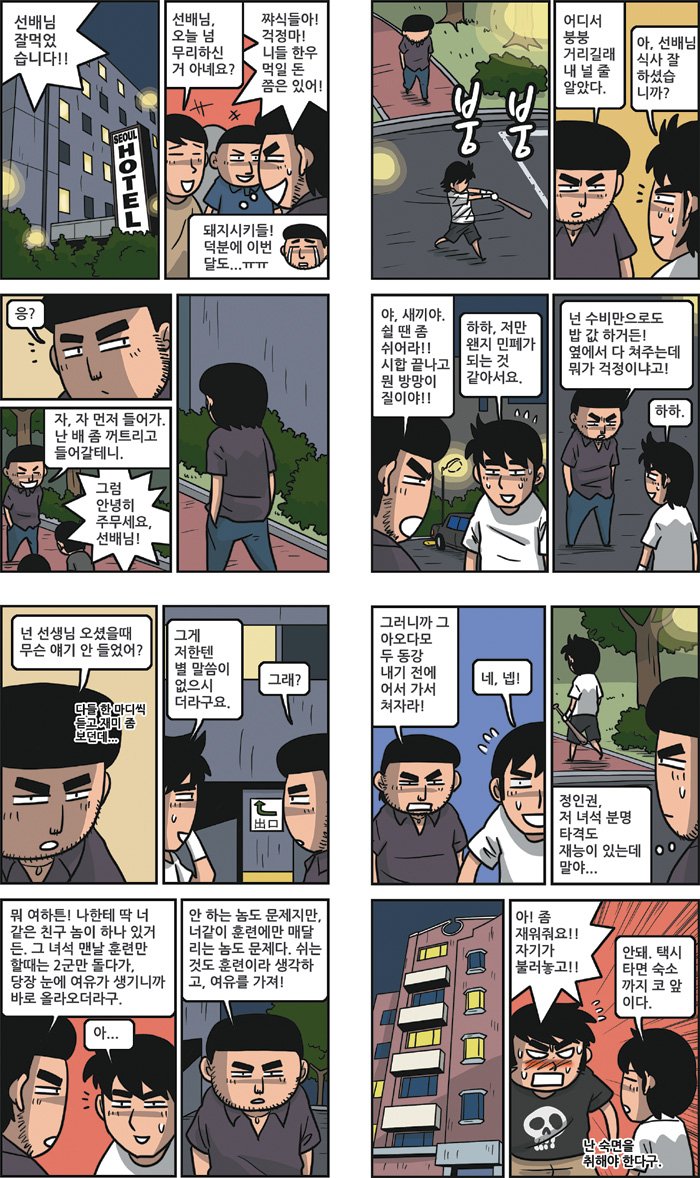 선배님
잘먹었
습니다!!
SEOUL
HOTEL
선배님,
오늘 넘
무리하신
거 아녜요?
쨔식들아!
걱정마!
니들 한우
먹일 돈
쯤은 있어!
돼지시키들!
덕분에 이번
달도...ㅠㅠ
응?
자, 자 먼저 들어가.
난 배 좀 꺼트리고
들어갈테니.
그럼
안녕히
주무세요,
선배님!
붕
붕
어디서
붕붕
거리길래
내 널 줄
알았다.
아, 선배님
식사 잘
하셨습
니까?
야, 새끼야.
쉴 땐 좀
쉬어라!!
시합 끝나고
뭔 방망이
질이야!!
하하, 저만
왠지 민폐가
되는 것
같아서요.
넌 수비만으로도
밥 값 하거든!
옆에서 다 쳐주는데
뭐가 걱정이냐고!
하하.
넌 선생님 오셨을때
무슨 얘기 안 들었어?
다들 한 마디씩
듣고 재미 좀
보던데...
그게
저한텐
별 말씀이
없으시
더라구요.
그래?
出口
뭐 여하튼! 나한테 딱 너
같은 친구 놈이 하나 있거
든. 그 녀석 맨날 훈련만
할때는 2군만 돌다가,
당장 눈에 여유가 생기니까
바로 올라오더라구.
아...
안 하는 놈도 문제지만,
너같이 훈련에만 매달
리는 놈도 문제다. 쉬는
것도 훈련이라 생각하
고, 여유를 가져!
그러니까 그
아오다모
두 동강
내기 전에
어서 가서
쳐자라!
네, 넵!
정인권,
저 녀석 분명
타격도
재능이 있는데
말야...
아! 좀
재워줘요!!
자기가
불러놓고!!
안돼. 택시
타면 숙소
까지 코 앞
이다.
난 숙면을
취해야 한다구.